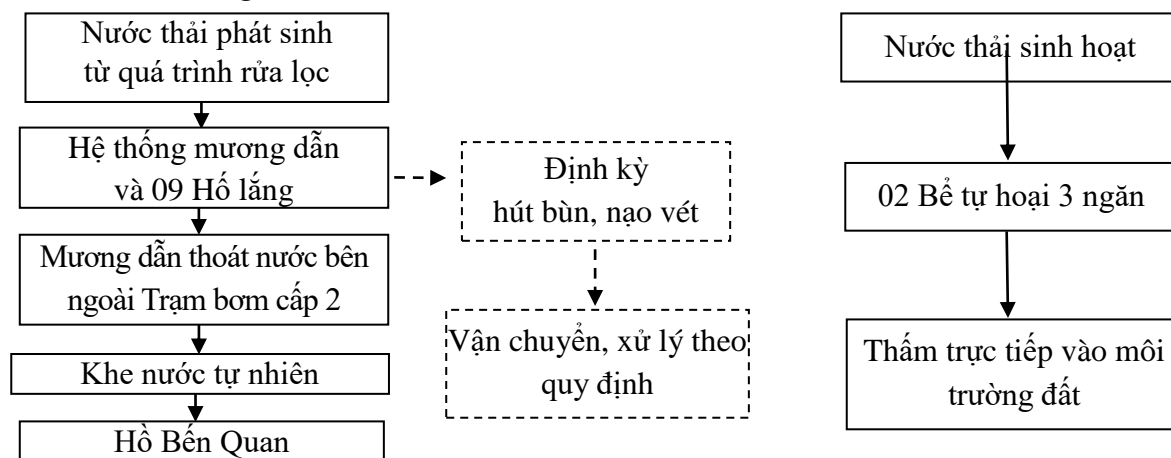 Nước thải phát sinh
từ quá trình rửa lọc
Hệ thống mương dẫn
và 09 Hố lắng
Mương dẫn thoát nước bên
ngoài Trạm bơm cấp 2
Khe nước tự nhiên
Hồ Bến Quan
Định kỳ
hút bùn, nạo vét
Vận chuyển, xử lý theo
quy định
Nước thải sinh hoạt
02 Bể tự hoại 3 ngăn
Thấm trực tiếp vào môi
trường đất